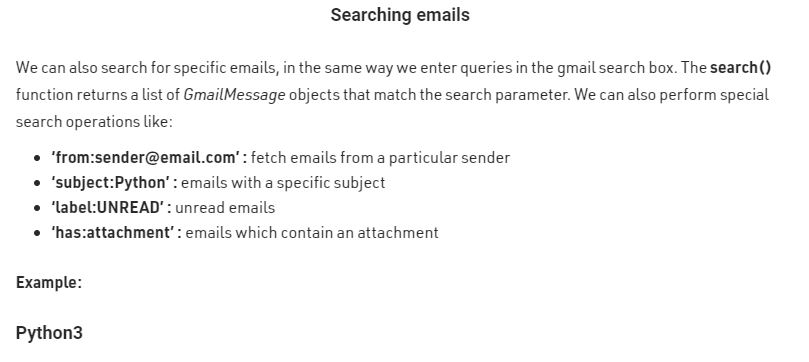 Searching emails
We can also search for specific emails, in the same way we enter queries in the gmail search box. The search()
function returns a list of GmailMessage objects that match the search parameter. We can also perform special
search operations like:
• ‘from:sender@email.com’ : fetch emails from a particular sender
• ‘subject:Python’ : emails with a specific subject
• ‘label:UNREAD’ : unread emails
• ‘has:attachment’ : emails which contain an attachment
Example:
Python3